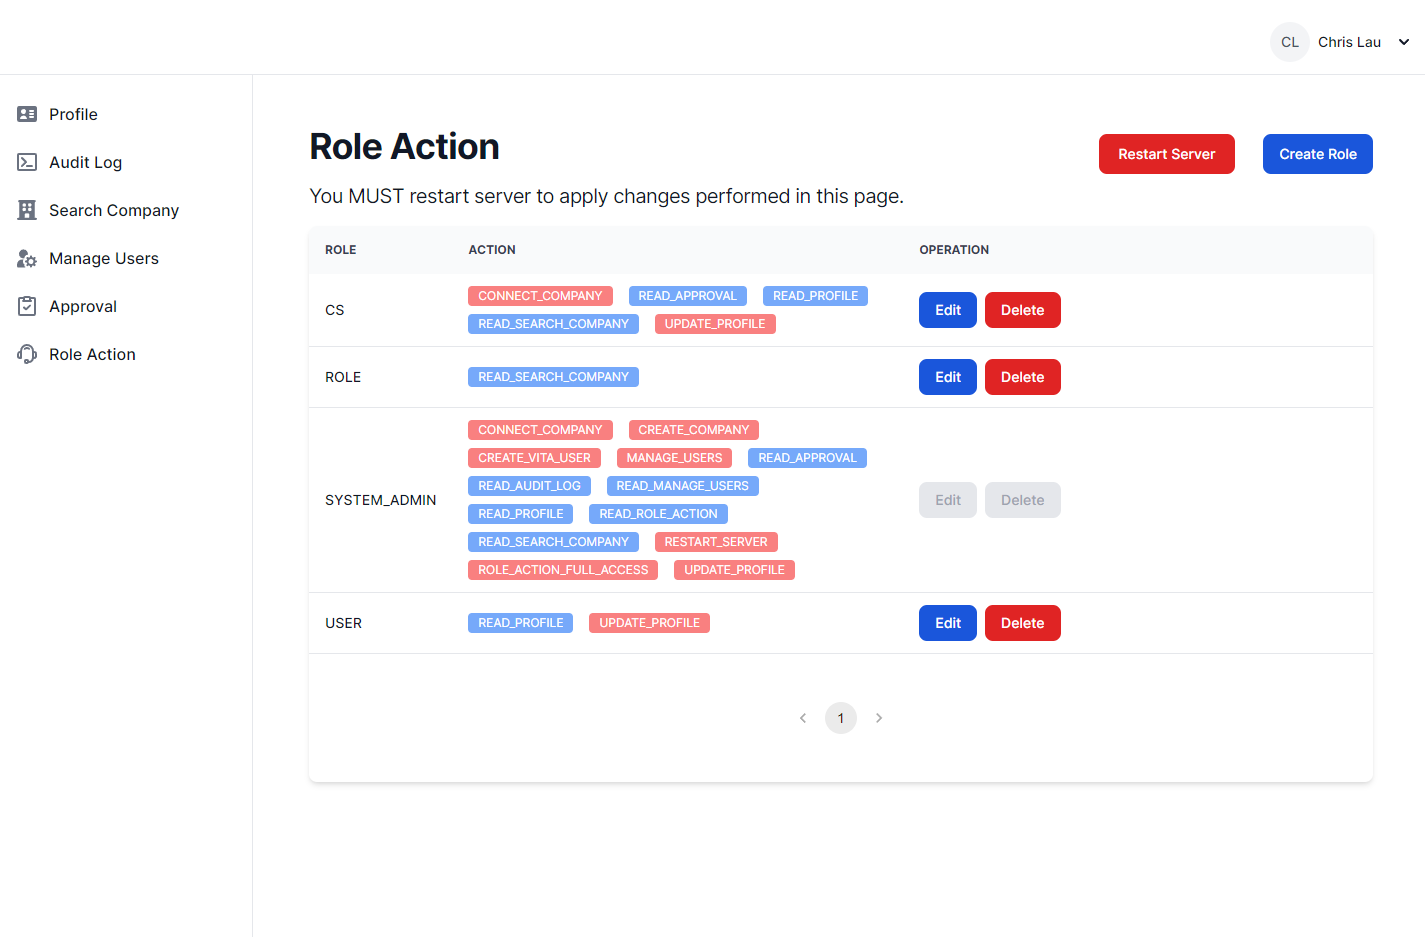 CL Chris Lau
Profile
Audit Log
Search Company
Manage Users
Approval
Role Action
Role Action
Restart Server
Create Role
You MUST restart server to apply changes performed in this page.
ROLE ACTION OPERATION
CS
CONNECT_COMPANY READ_APPROVAL READ_PROFILE
READ_SEARCH_COMPANY UPDATE_PROFILE
Edit Delete
ROLE READ_SEARCH_COMPANY Edit Delete
SYSTEM_ADMIN
CONNECT_COMPANY CREATE_COMPANY
CREATE_VITA_USER MANAGE_USERS READ_APPROVAL
READ_AUDIT_LOG READ_MANAGE_USERS
READ_PROFILE READ_ROLE_ACTION
READ_SEARCH_COMPANY RESTART_SERVER
ROLE_ACTION_FULL_ACCESS UPDATE_PROFILE
Edit Delete
USER READ_PROFILE UPDATE_PROFILE Edit Delete
1